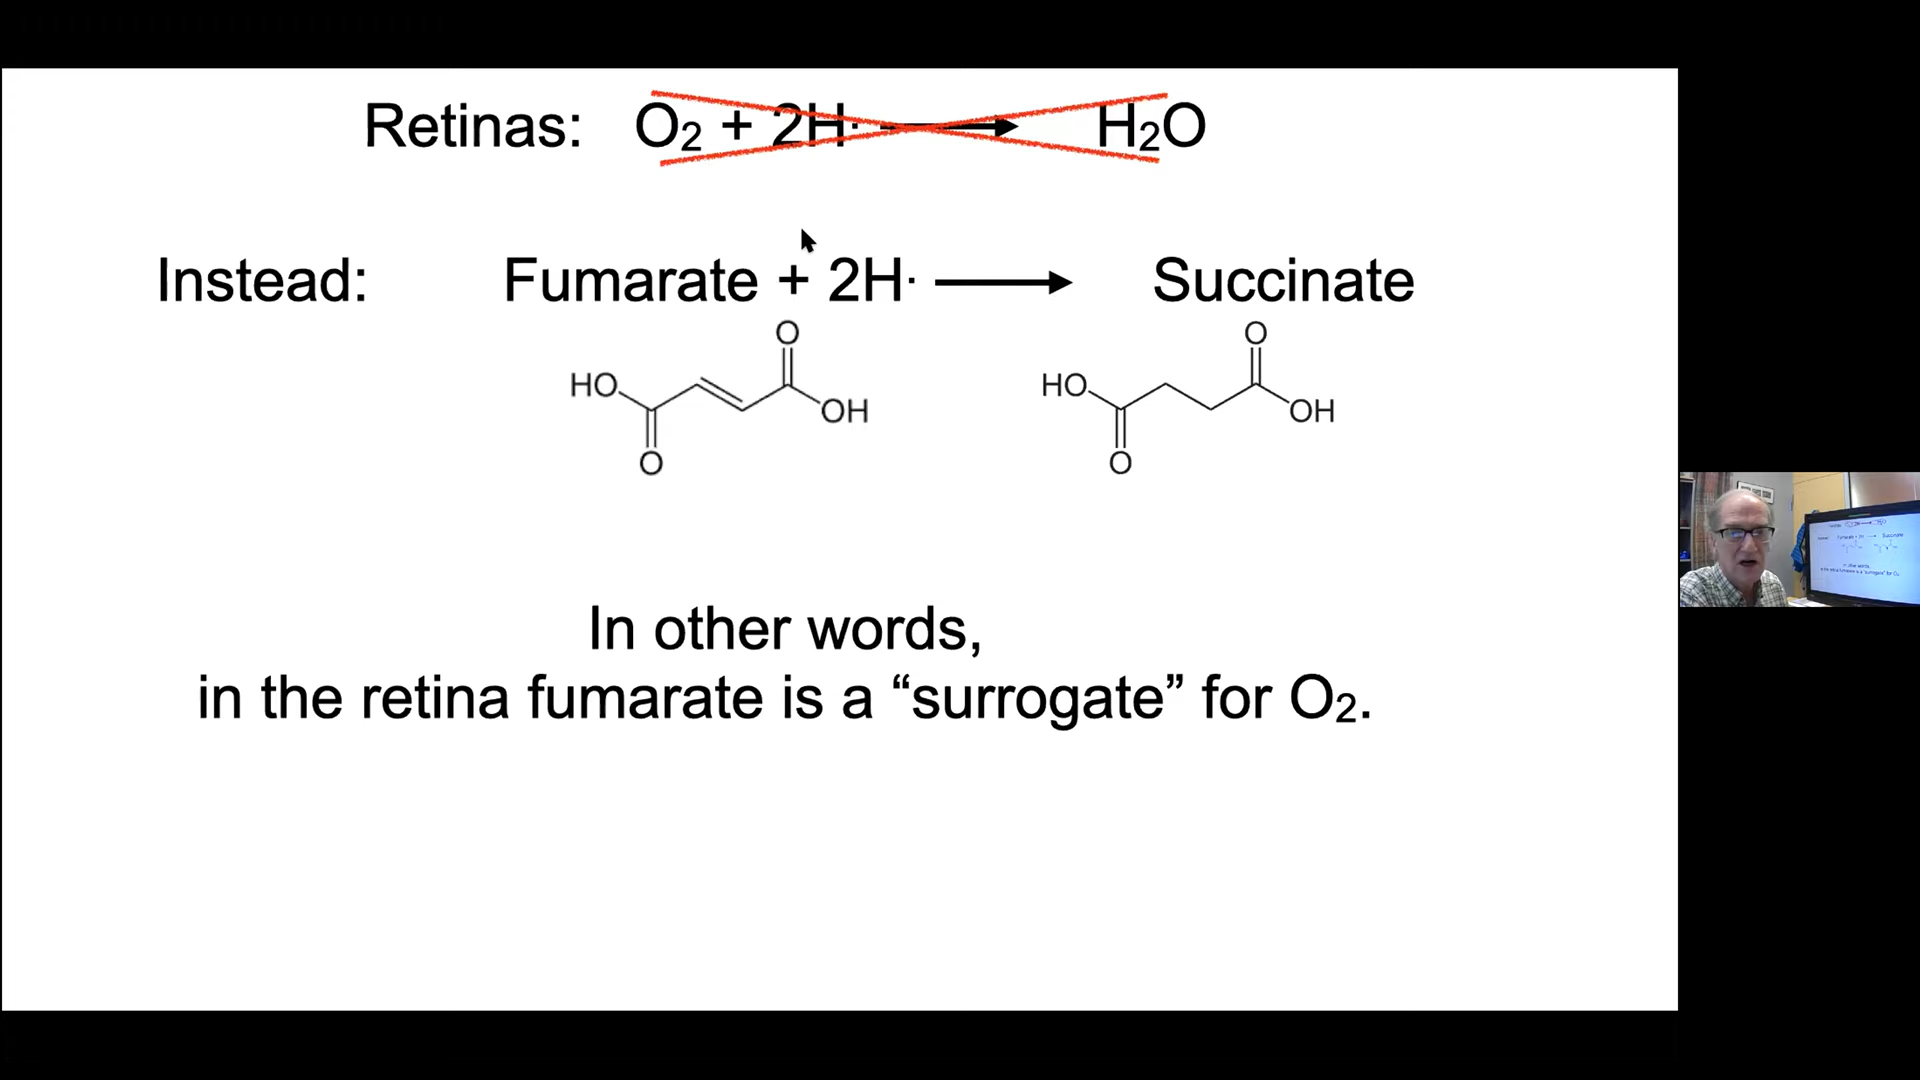 Retinas: O₂ + 2H· ⟶ H₂O
Instead: Fumarate + 2H· ⟶ Succinate
O
HO
OH
O
O
HO
OH
O
In other words,
in the retina fumarate is a “surrogate” for O₂.